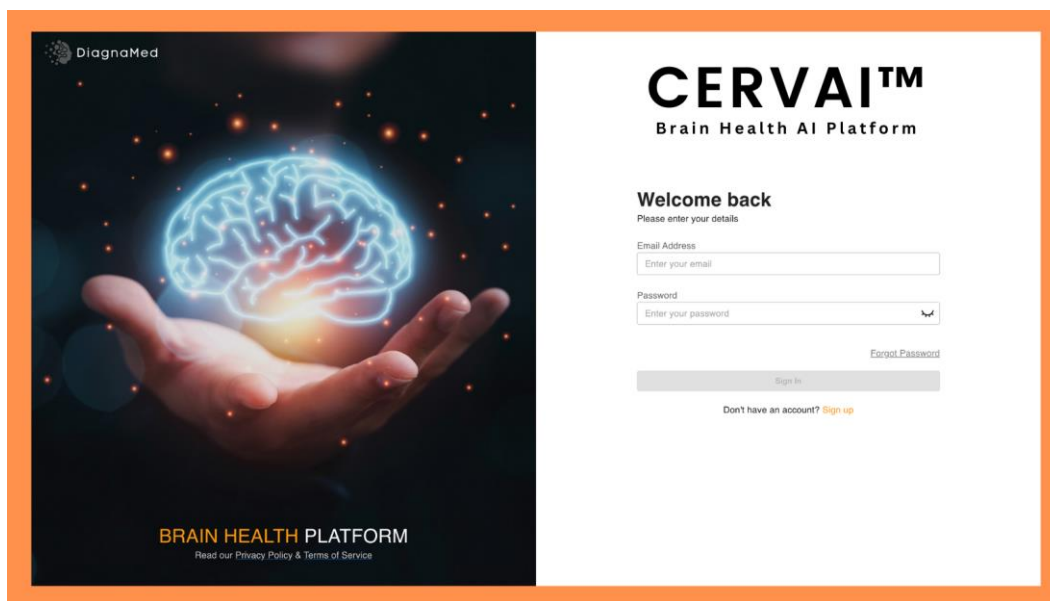 DiagnaMed
BRAIN HEALTH PLATFORM
Read our Privacy Policy & Terms of Service
CERVAI™
Brain Health AI Platform
Welcome back
Please enter your details
Email Address
Enter your email
Password
Enter your password
Forgot Password
Sign In
Don't have an account? Sign up